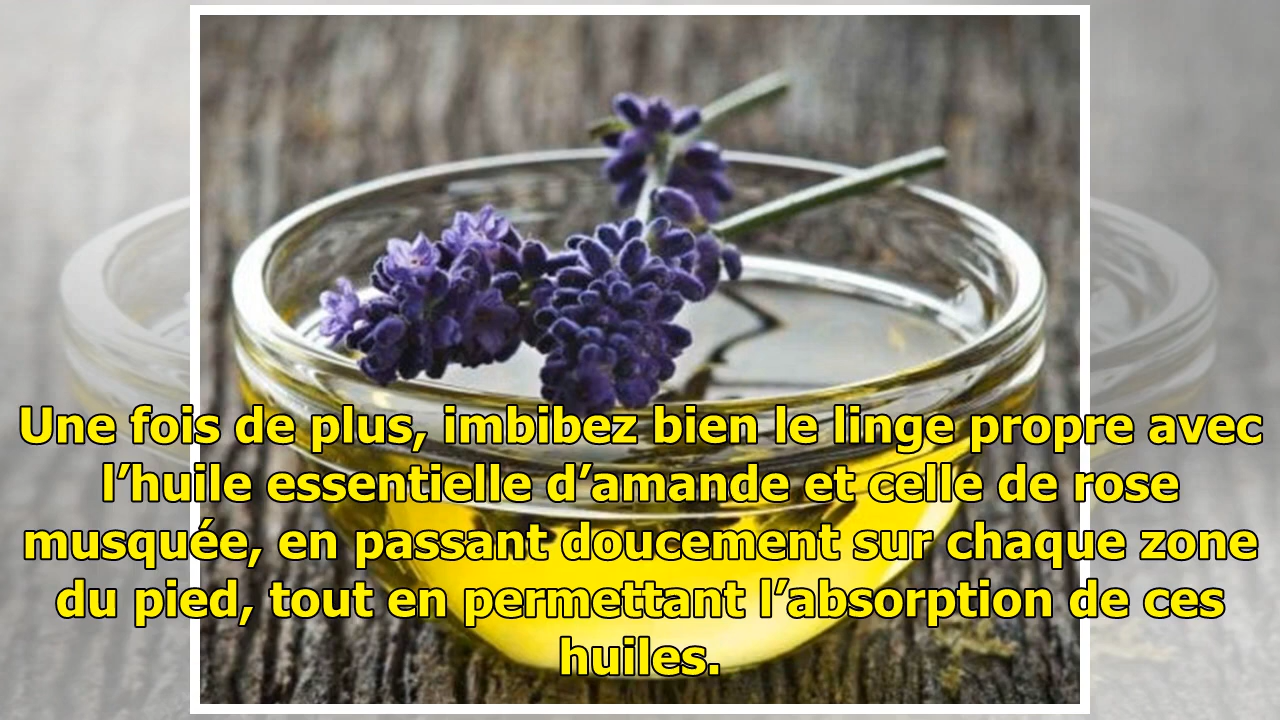 Une fois de plus, imbibez bien le linge propre avec
l’huile essentielle d’amande et celle de rose
musquée, en passant doucement sur chaque zone
du pied, tout en permettant l’absorption de ces
huiles.